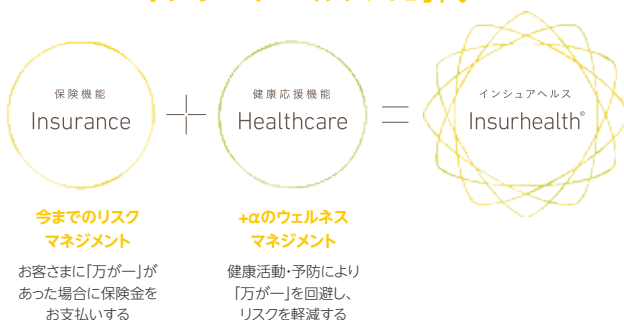 保険機能
Insurance
健康応援機能
Healthcare
インシュアヘルス
Insurhealth®
今までのリスク
マネジメント
お客さまに「万が一」が
あった場合に保険金を
お支払いする
+αのウェルネス
マネジメント
健康活動・予防により
「万が一」を回避し、
リスクを軽減する